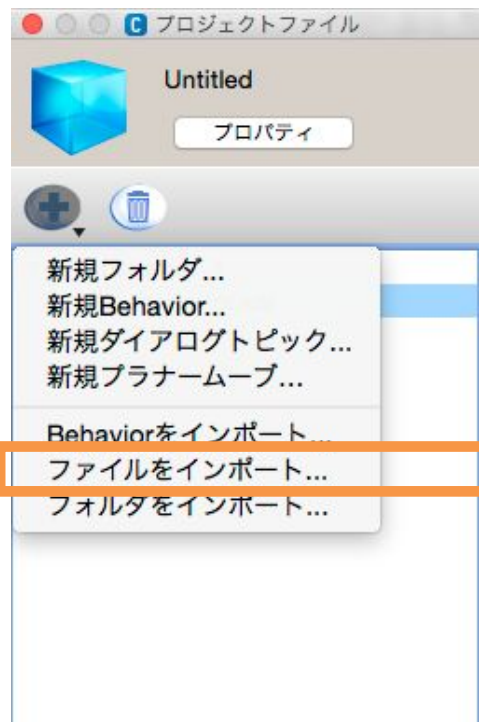 プロジェクトファイル
Untitled
プロパティ
新規フォルダ...
新規Behavior...
新規ダイアログトピック...
新規プラナームーブ...
Behaviorをインポート...
ファイルをインポート...
フォルダをインポート...